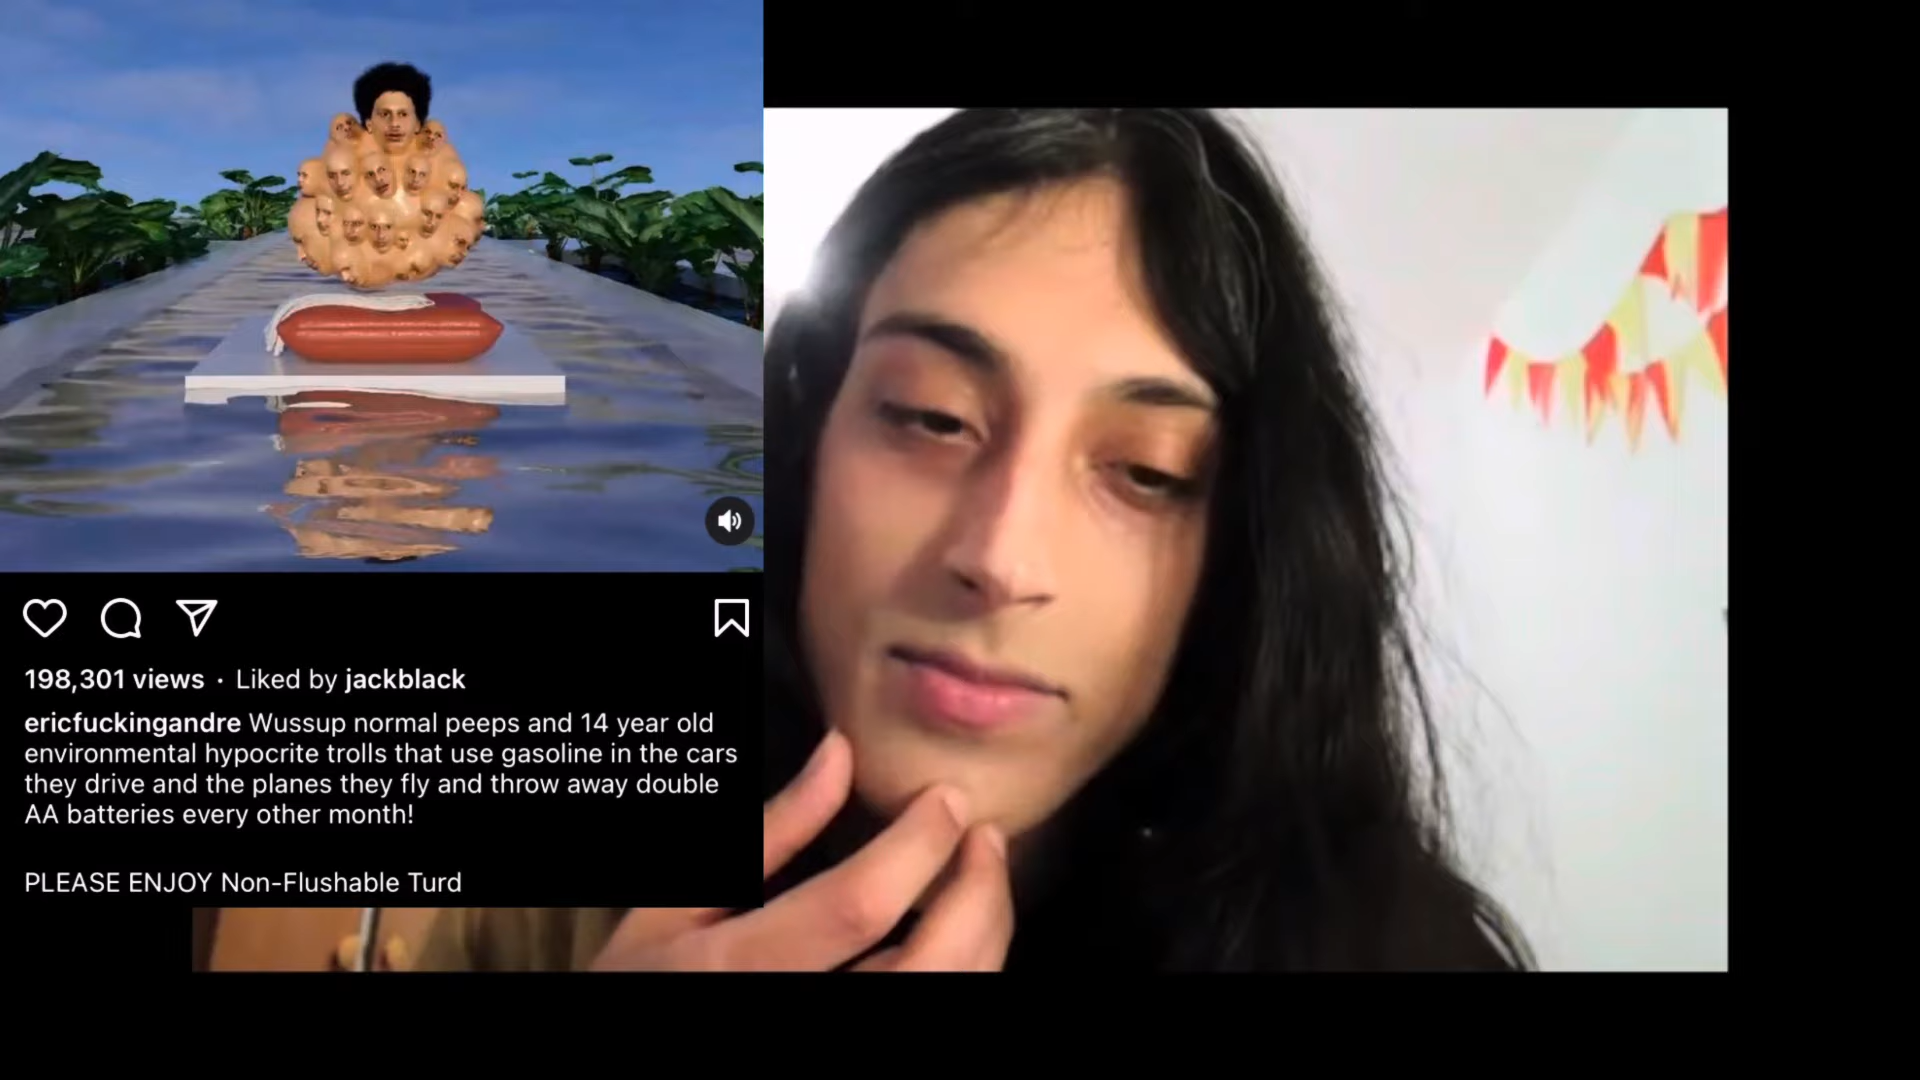 198,301 views · Liked by jackblack
ericfuckingandre Wussup normal peeps and 14 year old
environmental hypocrite trolls that use gasoline in the cars
they drive and the planes they fly and throw away double
AA batteries every other month!
PLEASE ENJOY Non-Flushable Turd